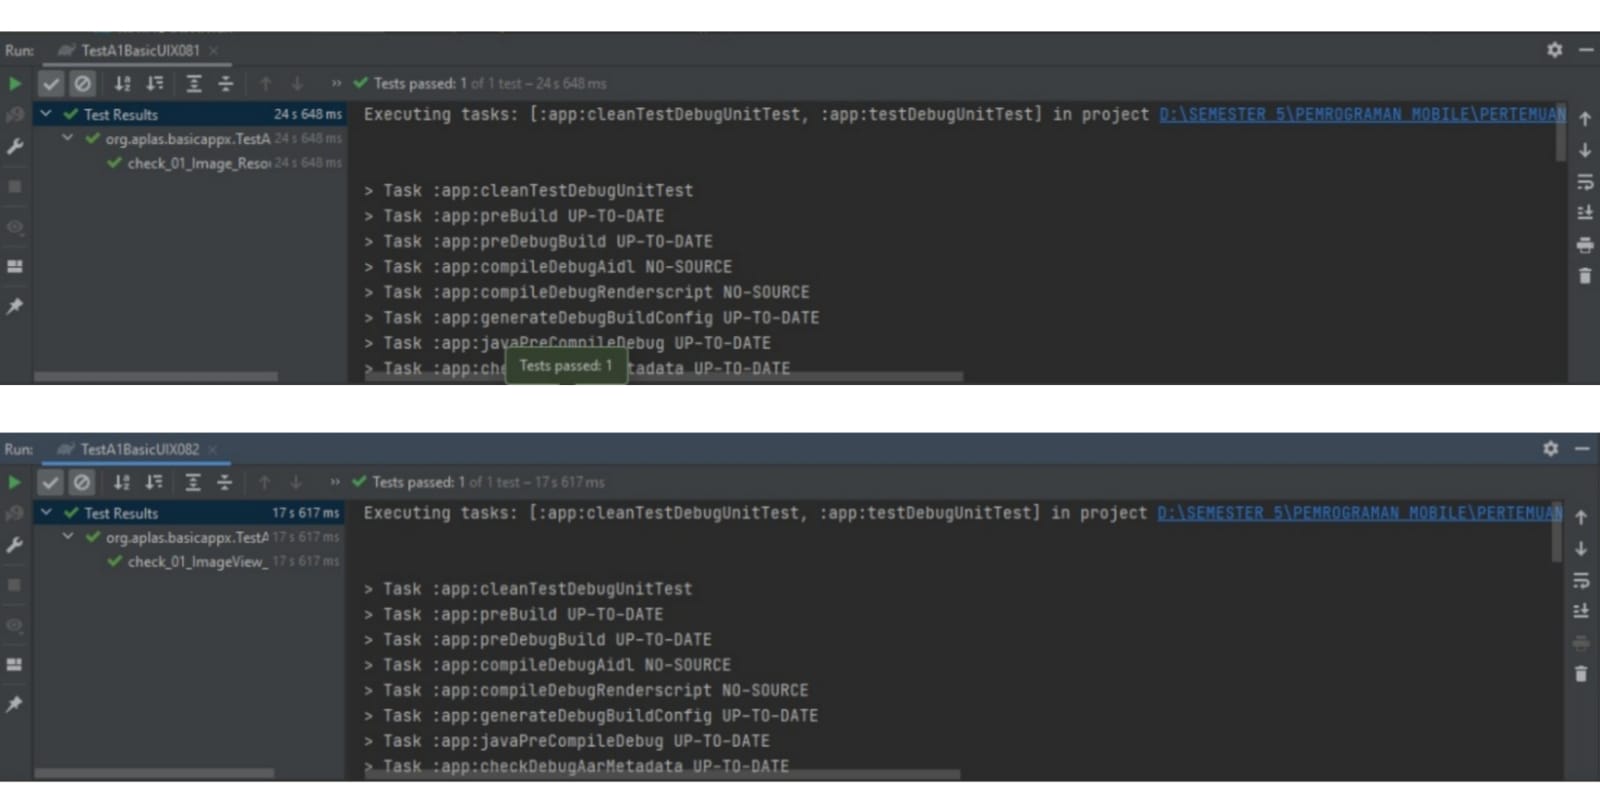 Run: TestA1BasicUIX081
Tests passed: 1 of 1 test – 24 s 648 ms
Test Results 24 s 648 ms
org.aplas.basicappx.TestA 24 s 648 ms
check_01_Image_Reso 24 s 648 ms
Executing tasks: [:app:cleanTestDebugUnitTest, :app:testDebugUnitTest] in project D:\SEMESTER 5\PEMROGRAMAN MOBILE\PERTEMUAN
> Task :app:cleanTestDebugUnitTest
> Task :app:preBuild UP-TO-DATE
> Task :app:preDebugBuild UP-TO-DATE
> Task :app:compileDebugAidl NO-SOURCE
> Task :app:compileDebugRenderscript NO-SOURCE
> Task :app:generateDebugBuildConfig UP-TO-DATE
> Task :app:javaPreCompileDebug UP-TO-DATE
> Task :app:che tadata UP-TO-DATE
Tests passed: 1
Run: TestA1BasicUIX082
Tests passed: 1 of 1 test – 17 s 617 ms
Test Results 17 s 617 ms
org.aplas.basicappx.TestA 17 s 617 ms
check_01_ImageView_ 17 s 617 ms
Executing tasks: [:app:cleanTestDebugUnitTest, :app:testDebugUnitTest] in project D:\SEMESTER 5\PEMROGRAMAN MOBILE\PERTEMUAN
> Task :app:cleanTestDebugUnitTest
> Task :app:preBuild UP-TO-DATE
> Task :app:preDebugBuild UP-TO-DATE
> Task :app:compileDebugAidl NO-SOURCE
> Task :app:compileDebugRenderscript NO-SOURCE
> Task :app:generateDebugBuildConfig UP-TO-DATE
> Task :app:javaPreCompileDebug UP-TO-DATE
> Task :app:checkDebugAarMetadata UP-TO-DATE